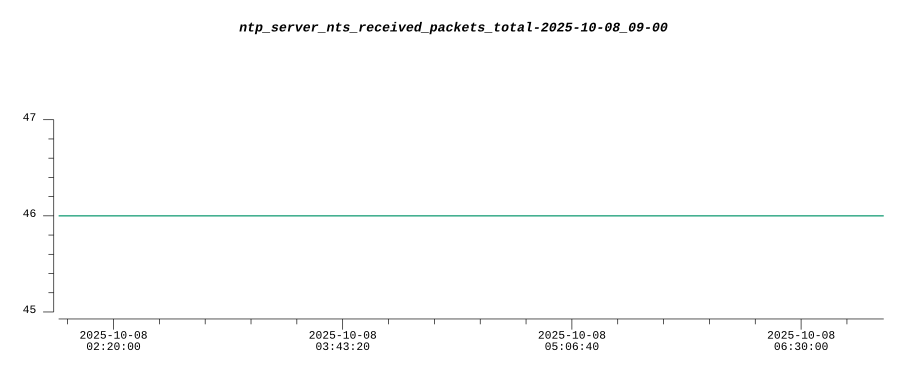 ntp_server_nts_received_packets_total-2025-10-08_09-00
47
46
45
2025-10-08 2025-10-08 2025-10-08 2025-10-08
02:20:00 03:43:20 05:06:40 06:30:00